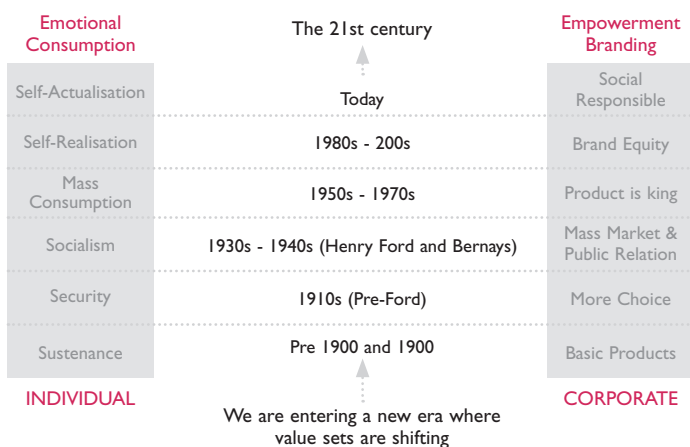 Emotional
Consumption
The 21st century
Empowerment
Branding
Self-Actualisation
Today
Social
Responsible
Self-Realisation
1980s - 200s
Brand Equity
Mass
Consumption
1950s - 1970s
Product is king
Socialism
1930s - 1940s (Henry Ford and Bernays)
Mass Market &
Public Relation
Security
1910s (Pre-Ford)
More Choice
Sustenance
Pre 1900 and 1900
Basic Products
INDIVIDUAL
CORPORATE
We are entering a new era where
value sets are shifting